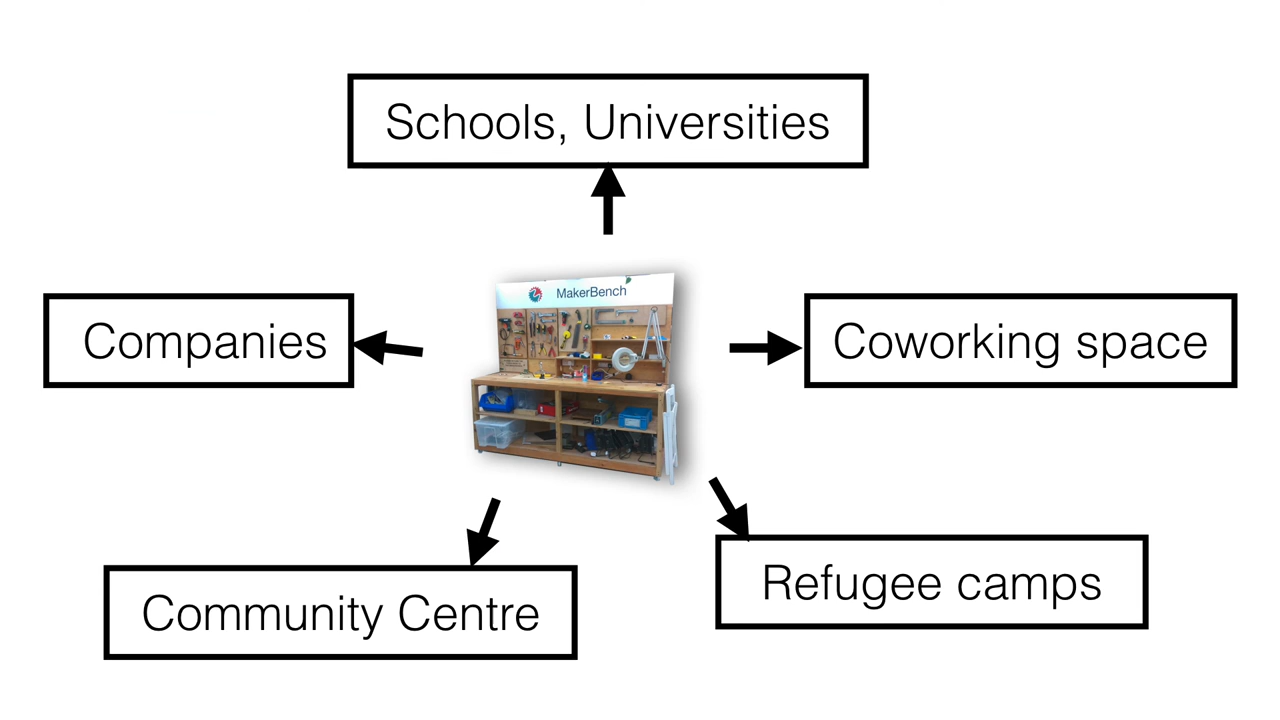 Schools, Universities
MakerBench
Companies
Coworking space
Refugee camps
Community Centre